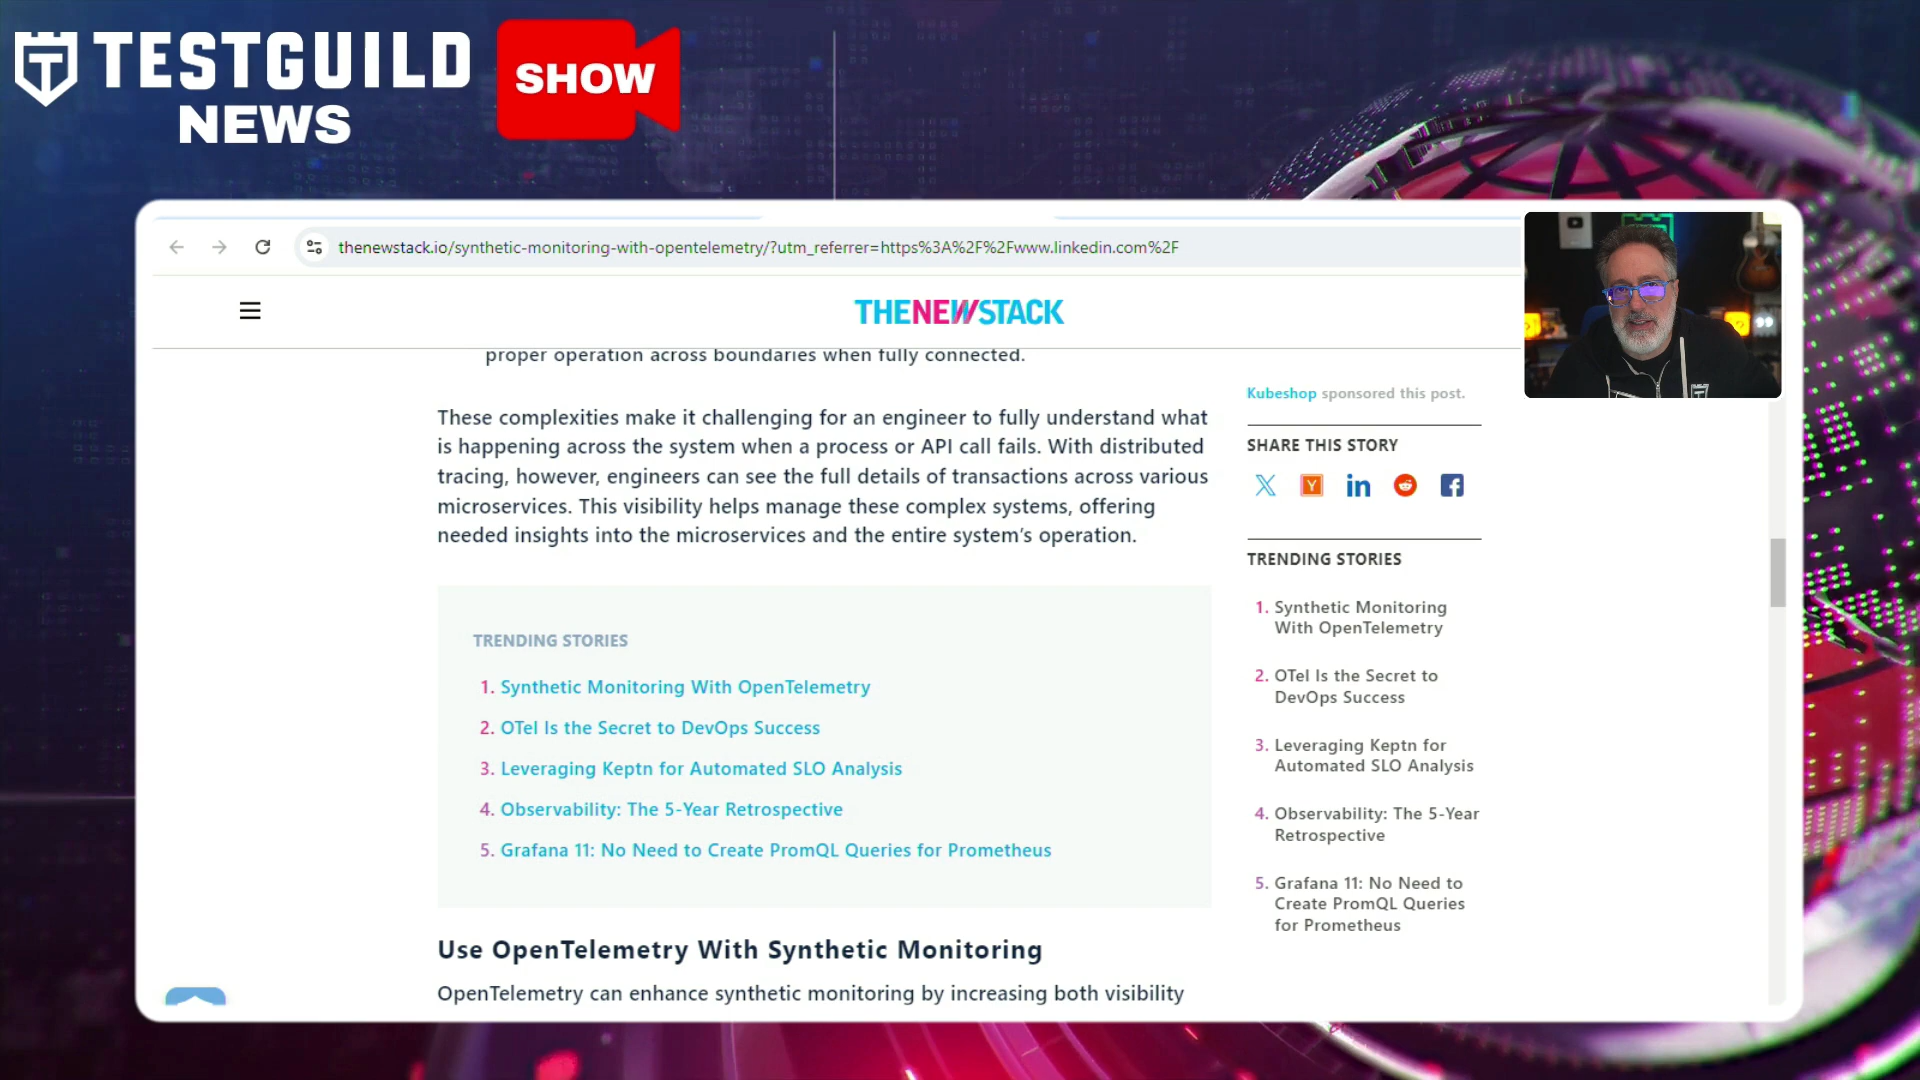 TESTGUILD
NEWS
SHOW
thenewstack.io/synthetic-monitoring-with-opentelemetry/?utm_referrer=https%3A%2F%2Fwww.linkedin.com%2F
THENEWSTACK
proper operation across boundaries when fully connected.
These complexities make it challenging for an engineer to fully understand what
is happening across the system when a process or API call fails. With distributed
tracing, however, engineers can see the full details of transactions across various
microservices. This visibility helps manage these complex systems, offering
needed insights into the microservices and the entire system’s operation.
TRENDING STORIES
1. Synthetic Monitoring With OpenTelemetry
2. OTel Is the Secret to DevOps Success
3. Leveraging Keptn for Automated SLO Analysis
4. Observability: The 5-Year Retrospective
5. Grafana 11: No Need to Create PromQL Queries for Prometheus
Use OpenTelemetry With Synthetic Monitoring
OpenTelemetry can enhance synthetic monitoring by increasing both visibility
Kubeshop sponsored this post.
SHARE THIS STORY
TRENDING STORIES
1. Synthetic Monitoring
With OpenTelemetry
2. OTel Is the Secret to
DevOps Success
3. Leveraging Keptn for
Automated SLO Analysis
4. Observability: The 5-Year
Retrospective
5. Grafana 11: No Need to
Create PromQL Queries
for Prometheus